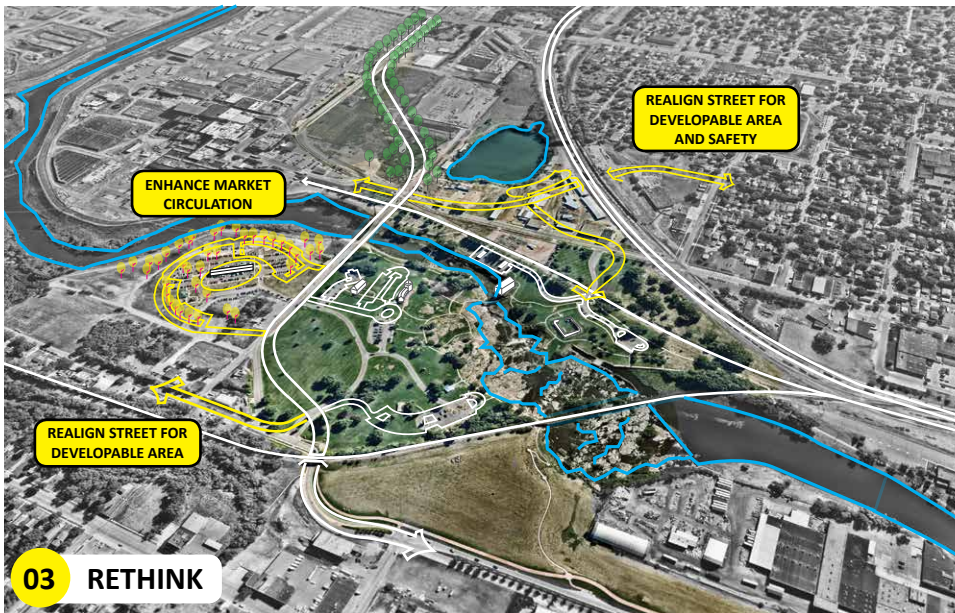 REALIGN STREET FOR
DEVELOPABLE AREA
AND SAFETY
ENHANCE MARKET
CIRCULATION
REALIGN STREET FOR
DEVELOPABLE AREA
03 RETHINK